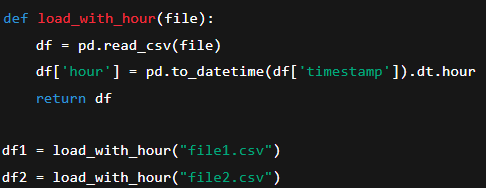 def load_with_hour(file):
    df = pd.read_csv(file)
    df['hour'] = pd.to_datetime(df['timestamp']).dt.hour
    return df
df1 = load_with_hour("file1.csv")
df2 = load_with_hour("file2.csv")